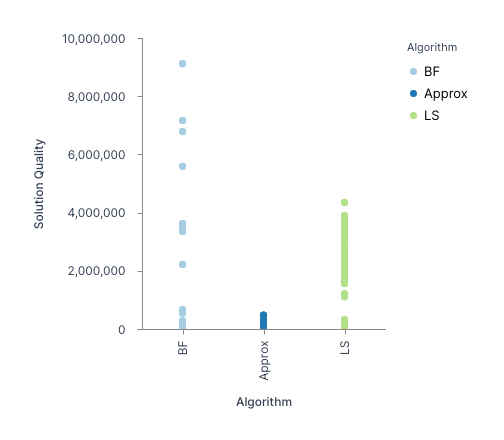 10,000,000
8,000,000
6,000,000
4,000,000
2,000,000
0
Solution Quality
BF
Approx
LS
Algorithm
Algorithm
BF
Approx
LS